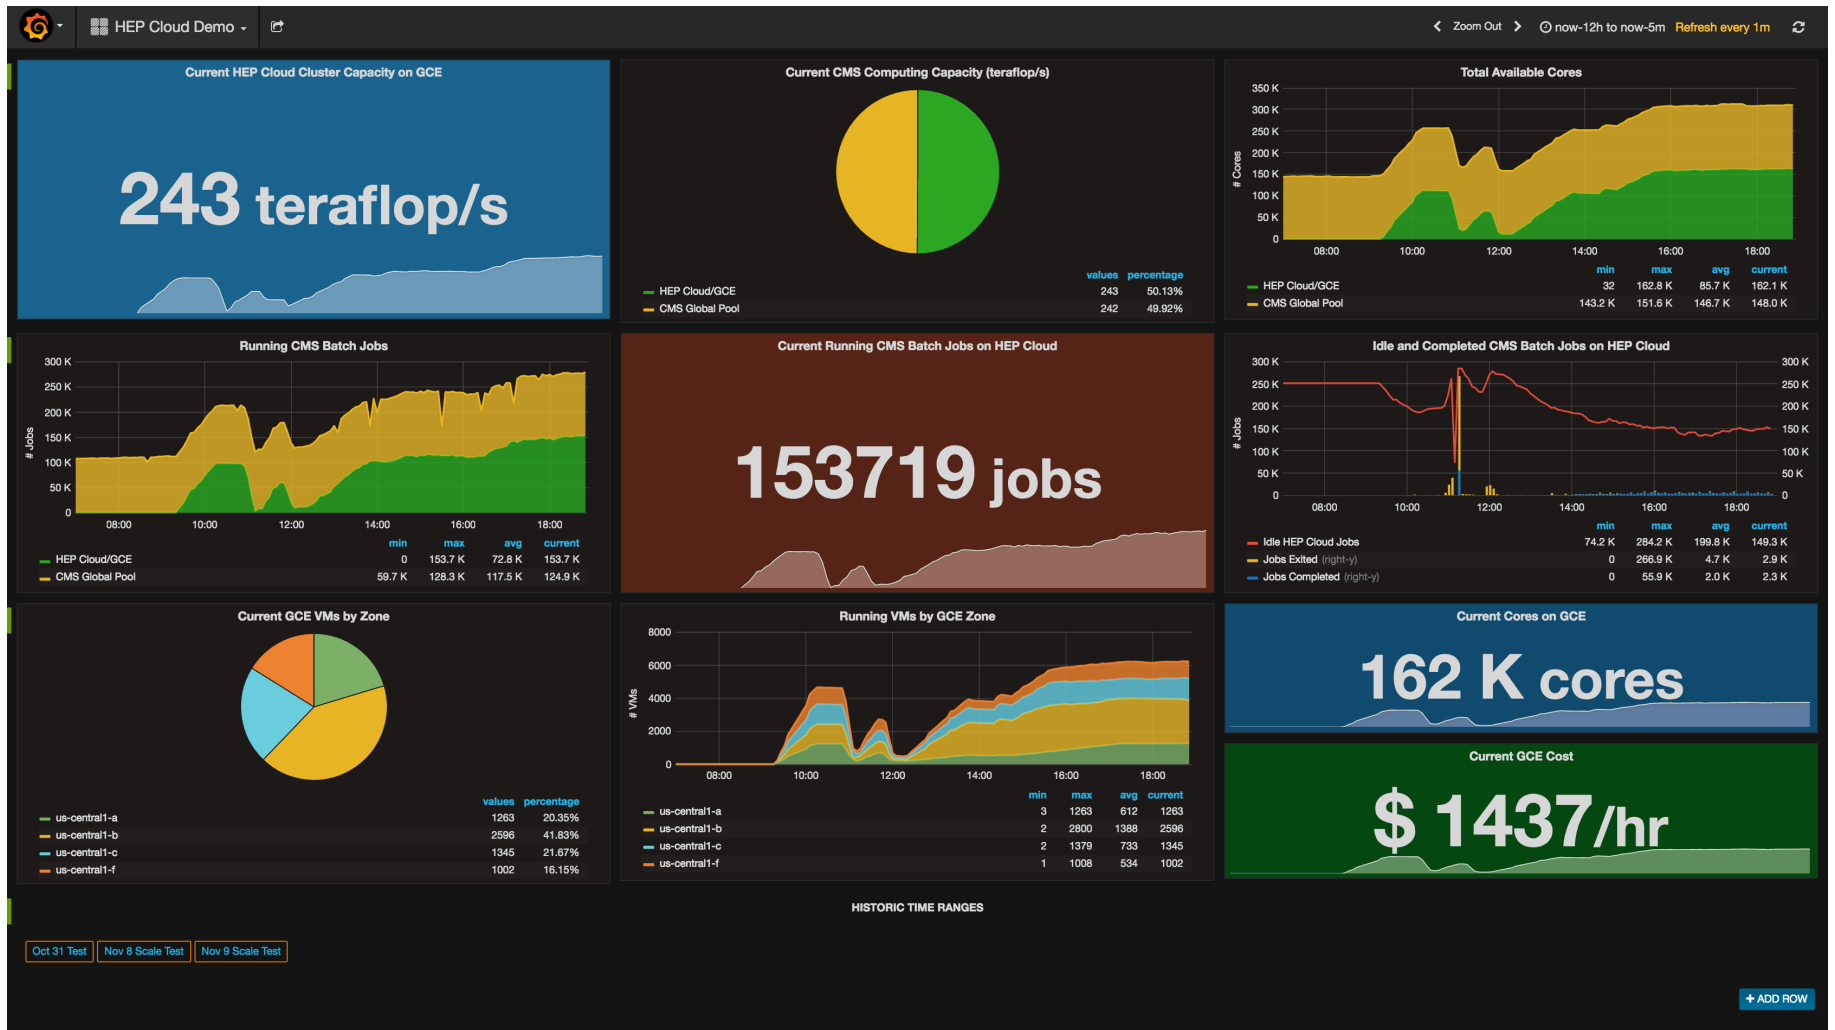 HEP Cloud Demo
Zoom Out now-12h to now-5m Refresh every 1m
Current HEP Cloud Cluster Capacity on GCE
243 teraflop/s
Current CMS Computing Capacity (teraflop/s)
values percentage
HEP Cloud/GCE 243 50.13%
CMS Global Pool 242 49.92%
Total Available Cores
# Cores
350 K
300 K
250 K
200 K
150 K
100 K
50 K
0
08:00 10:00 12:00 14:00 16:00 18:00
min max avg current
HEP Cloud/GCE 32 162.8 K 85.7 K 162.1 K
CMS Global Pool 143.2 K 151.6 K 146.7 K 148.0 K
Running CMS Batch Jobs
# Jobs
300 K
250 K
200 K
150 K
100 K
50 K
0
08:00 10:00 12:00 14:00 16:00 18:00
min max avg current
HEP Cloud/GCE 0 153.7 K 72.8 K 153.7 K
CMS Global Pool 59.7 K 128.3 K 117.5 K 124.9 K
Current Running CMS Batch Jobs on HEP Cloud
153719 jobs
Idle and Completed CMS Batch Jobs on HEP Cloud
# Jobs
300 K 300 K
250 K 250 K
200 K 200 K
150 K 150 K
100 K 100 K
50 K 50 K
0 0
08:00 10:00 12:00 14:00 16:00 18:00
min max avg current
Idle HEP Cloud Jobs 74.2 K 284.2 K 199.8 K 149.3 K
Jobs Exited (right-y) 0 266.9 K 4.7 K 2.9 K
Jobs Completed (right-y) 0 55.9 K 2.0 K 2.3 K
Current GCE VMs by Zone
values percentage
us-central1-a 1263 20.35%
us-central1-b 2596 41.83%
us-central1-c 1345 21.67%
us-central1-f 1002 16.15%
Running VMs by GCE Zone
# VMs
8000
6000
4000
2000
0
08:00 10:00 12:00 14:00 16:00 18:00
min max avg current
us-central1-a 3 1263 612 1263
us-central1-b 2 2800 1388 2596
us-central1-c 2 1379 733 1345
us-central1-f 1 1008 534 1002
Current Cores on GCE
162 K cores
Current GCE Cost
$ 1437/hr
HISTORIC TIME RANGES
Oct 31 Test Nov 8 Scale Test Nov 9 Scale Test
+ ADD ROW